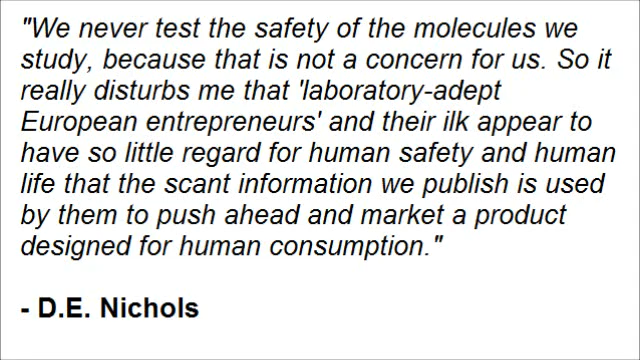 "We never test the safety of the molecules we
study, because that is not a concern for us. So it
really disturbs me that 'laboratory-adept
European entrepreneurs' and their ilk appear to
have so little regard for human safety and human
life that the scant information we publish is used
by them to push ahead and market a product
designed for human consumption."
- D.E. Nichols